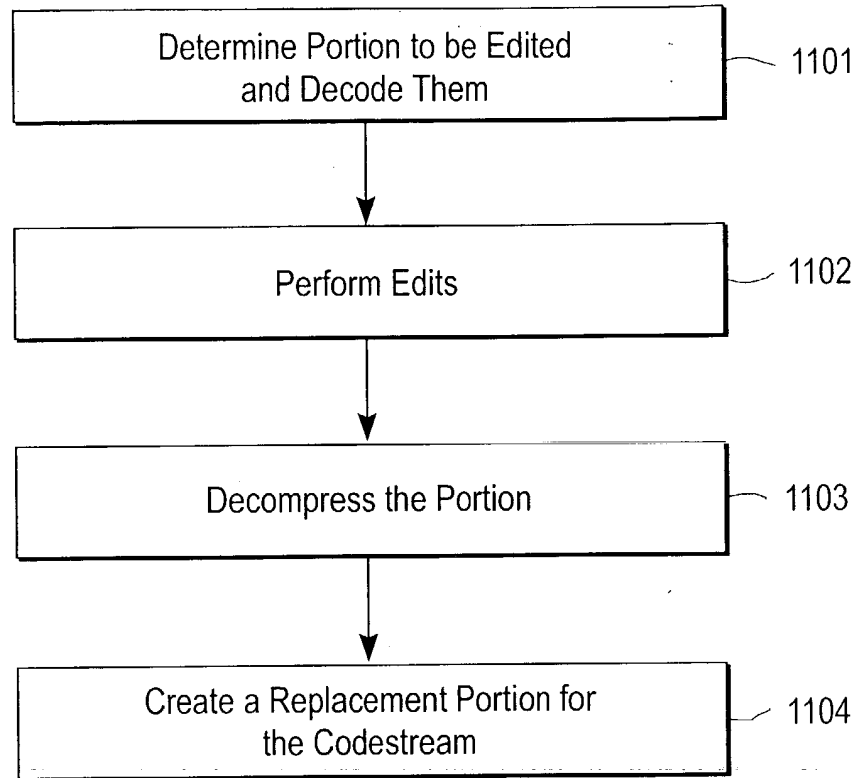 Determine Portion to be Edited
and Decode Them
1101
Perform Edits
1102
Decompress the Portion
1103
Create a Replacement Portion for
the Codestream
1104